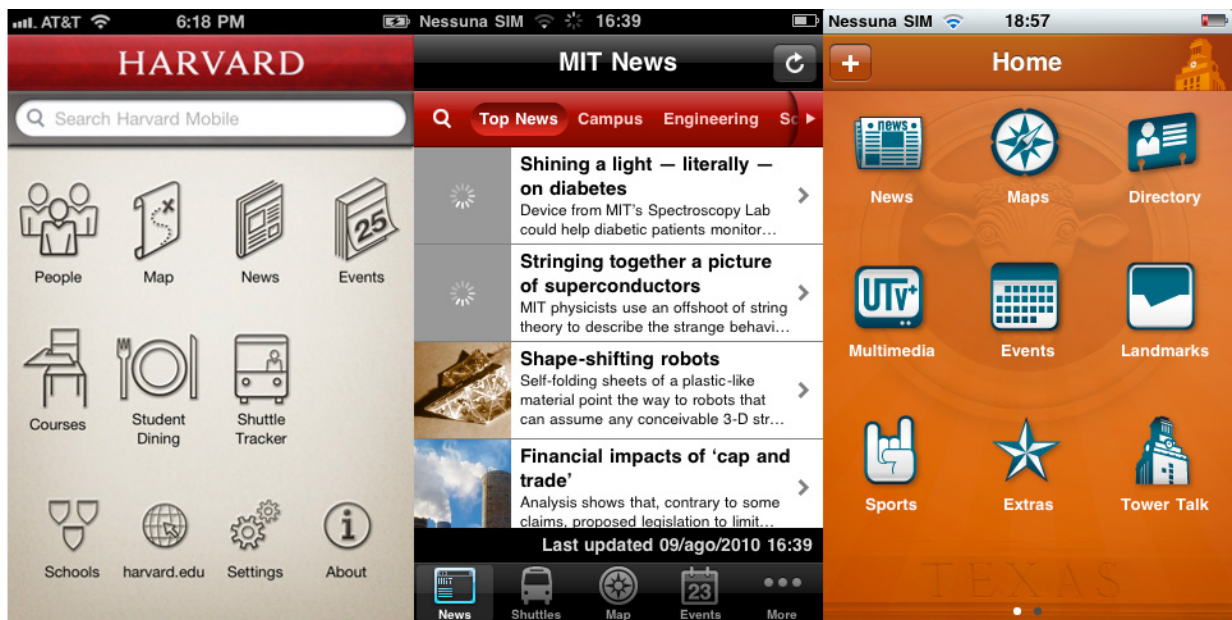 AT&T 6:18 PM
HARVARD
Search Harvard Mobile
People Map News Events
25
Courses Student Dining Shuttle Tracker
Schools harvard.edu Settings About
Nessuna SIM 16:39
MIT News
Top News Campus Engineering Sc
Shining a light — literally —
on diabetes
Device from MIT's Spectroscopy Lab
could help diabetic patients monitor…
Stringing together a picture
of superconductors
MIT physicists use an offshoot of string
theory to describe the strange behavi…
Shape-shifting robots
Self-folding sheets of a plastic-like
material point the way to robots that
can assume any conceivable 3-D str…
Financial impacts of ‘cap and
trade’
Analysis shows that, contrary to some
claims, proposed legislation to limit…
Last updated 09/ago/2010 16:39
MIT
23
News Shuttles Map Events More
Nessuna SIM 18:57
Home
news
News Maps Directory
UTV+
Multimedia Events Landmarks
Sports Extras Tower Talk
TEXAS